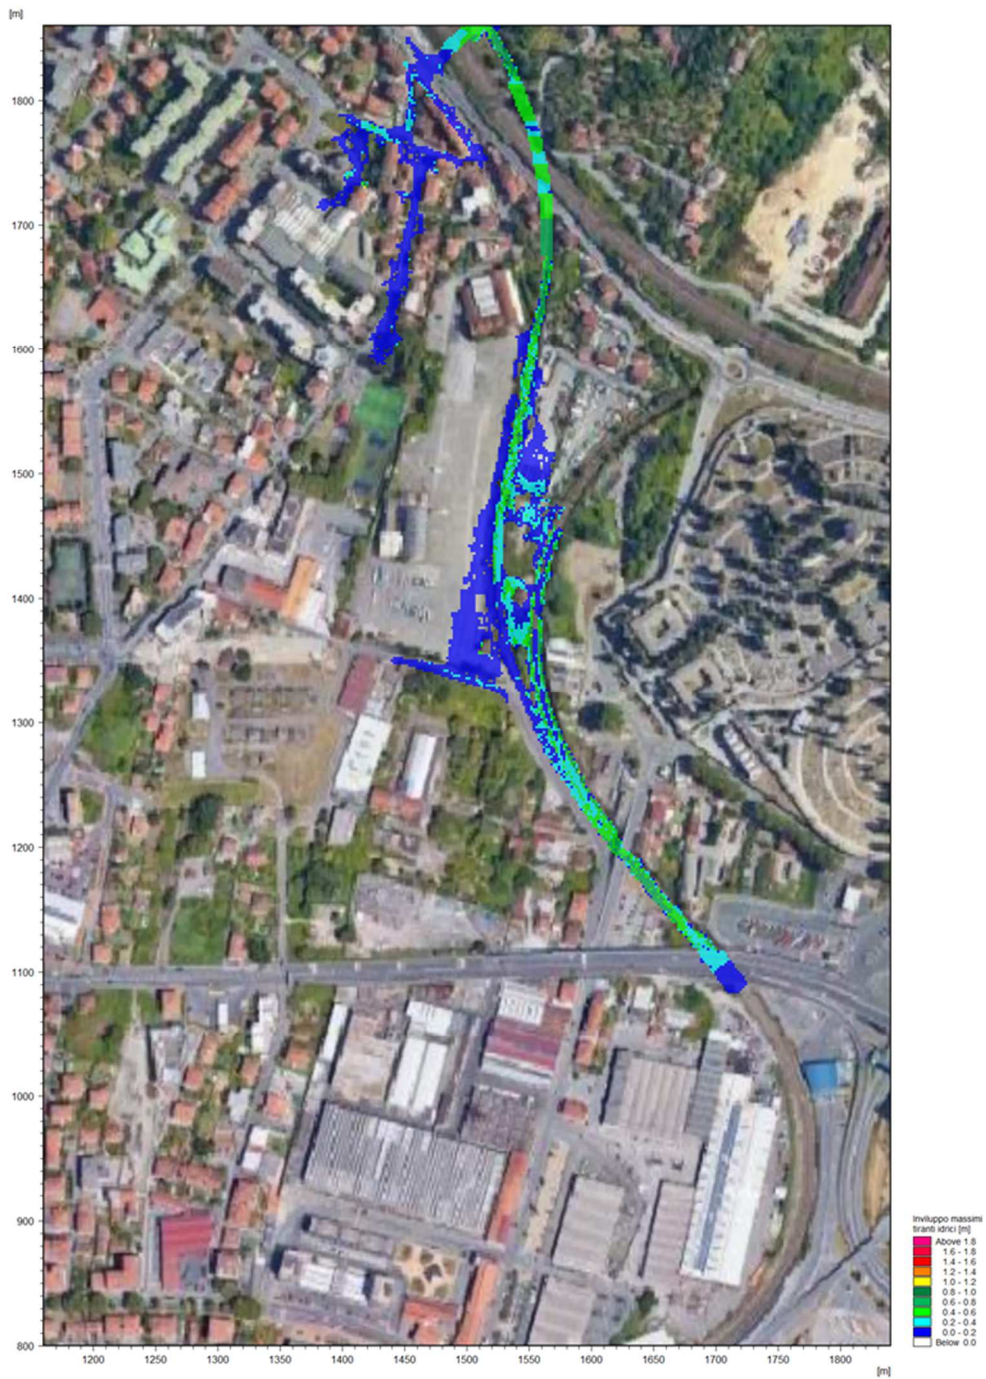 [m]
1800
1700
1600
1500
1400
1300
1200
1100
1000
900
800
1200
1250
1300
1350
1400
1450
1500
1550
1600
1650
1700
1750
1800
[m]
Inviluppo massimi
tiranti idrici [m]
Above 1.8
1.6 - 1.8
1.4 - 1.6
1.2 - 1.4
1.0 - 1.2
0.8 - 1.0
0.6 - 0.8
0.4 - 0.6
0.2 - 0.4
0.0 - 0.2
Below 0.0